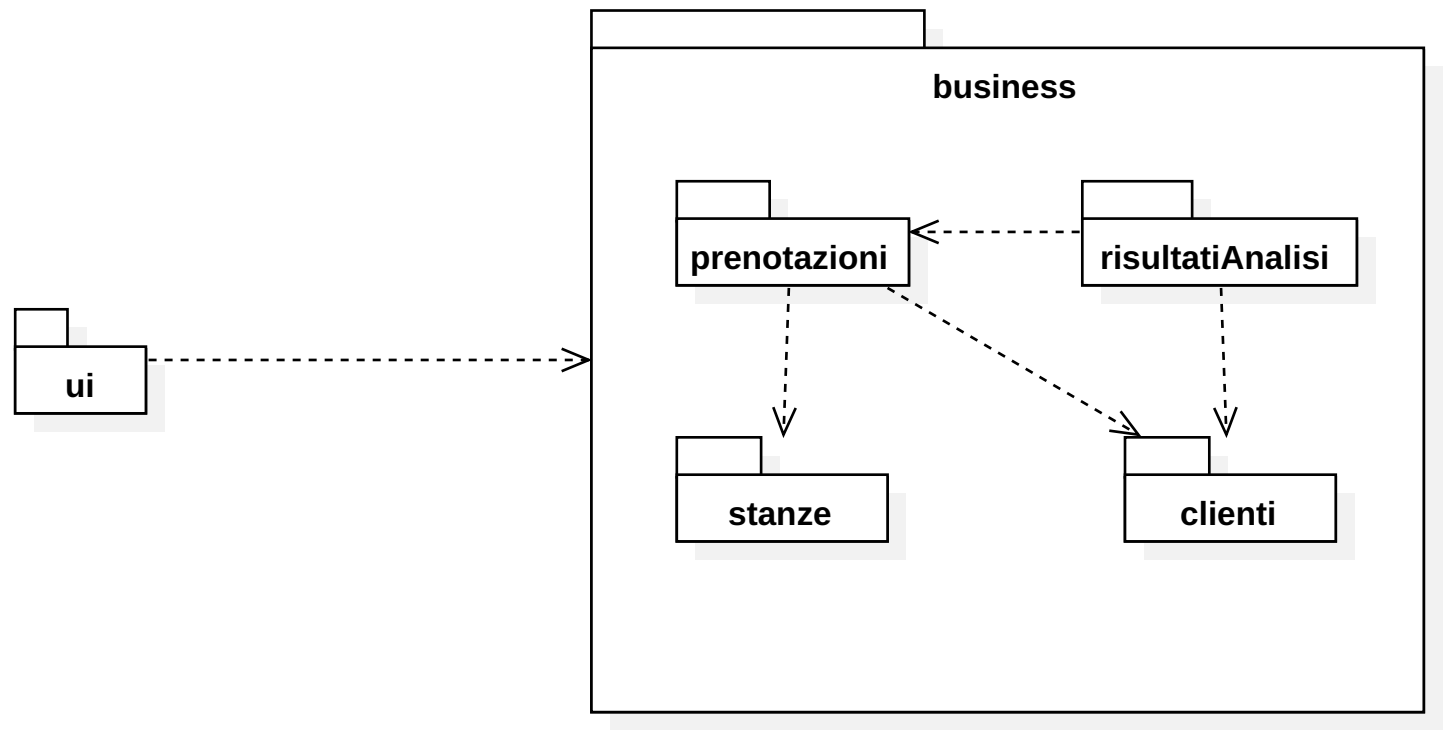 business
prenotazioni
risultatiAnalisi
ui
stanze
clienti